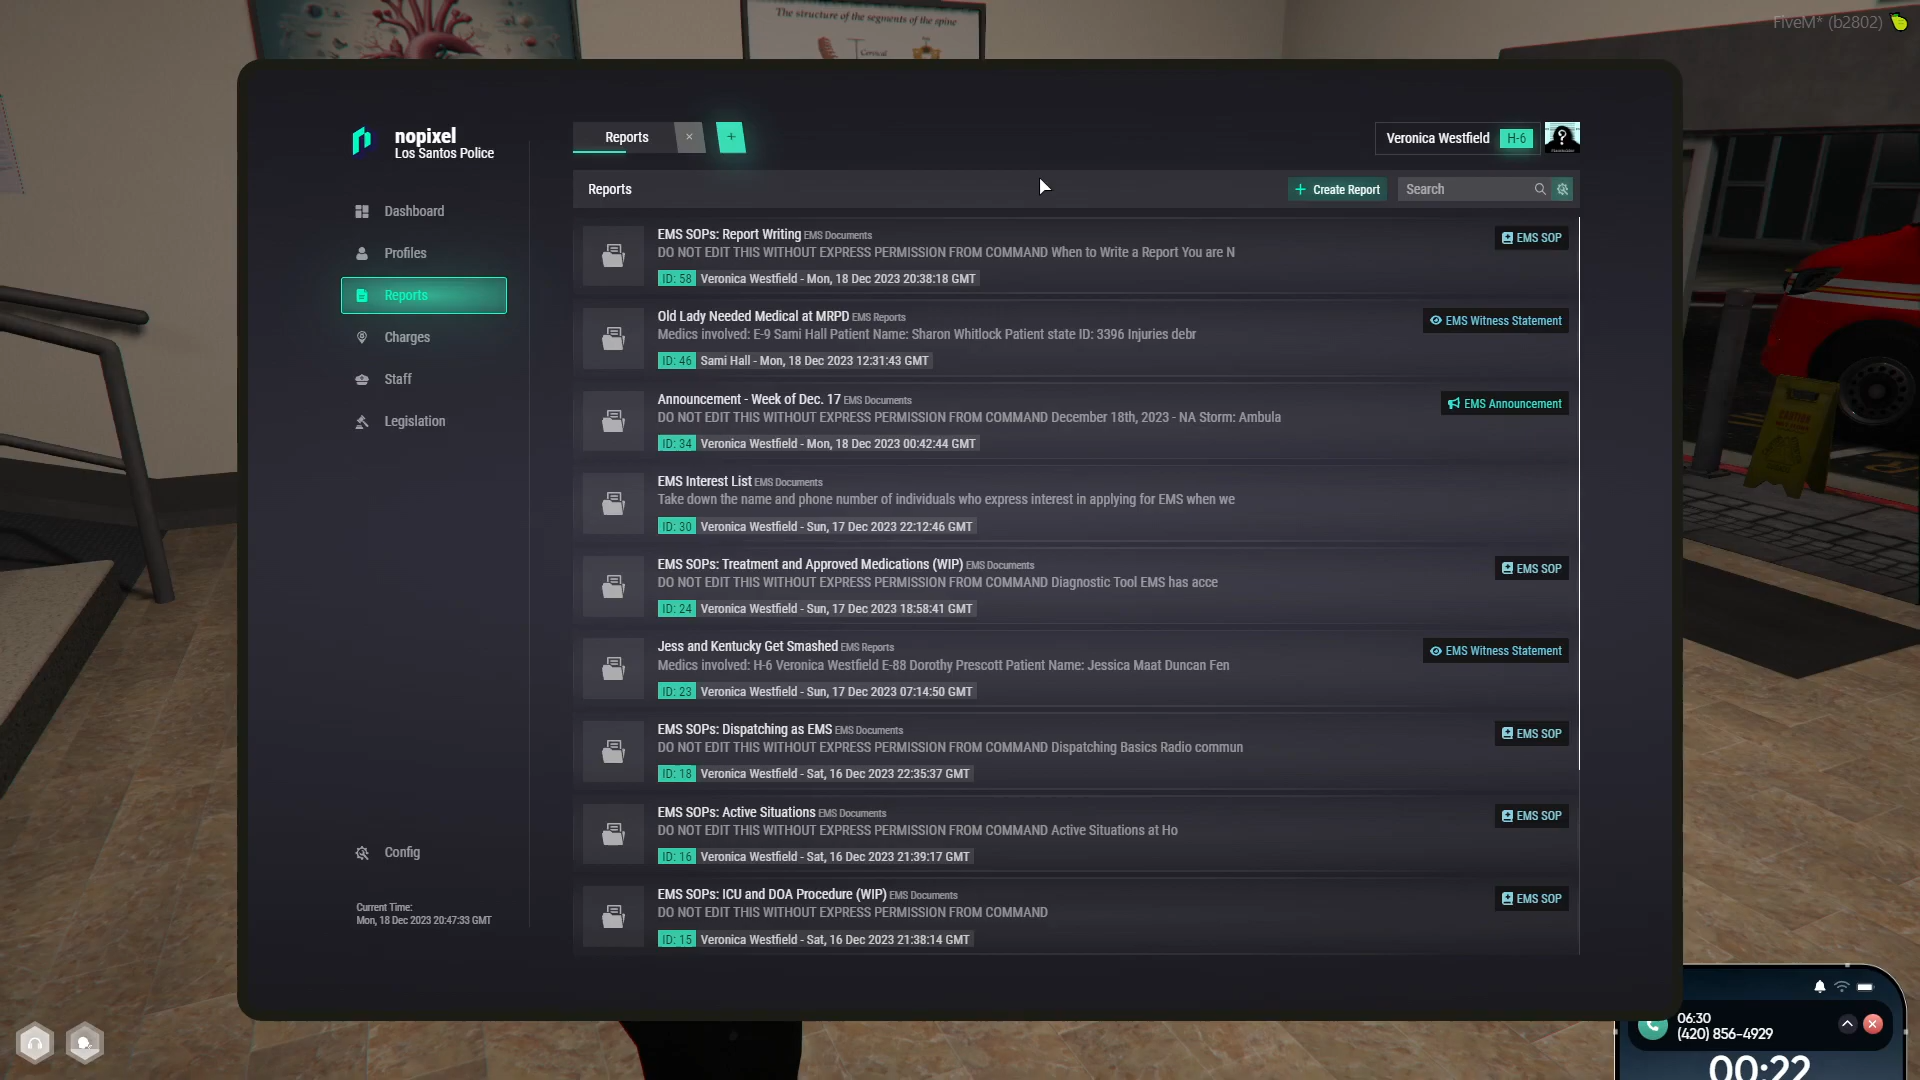 The structure of the segments of the spine
Cervical
FiveM* (b2802)
nopixel
Los Santos Police
Reports
×
+
Veronica Westfield
H-6
Dashboard
Profiles
Reports
Charges
Staff
Legislation
Config
Current Time:
Mon, 18 Dec 2023 20:47:33 GMT
Reports
+ Create Report
Search
EMS SOPs: Report Writing EMS Documents
DO NOT EDIT THIS WITHOUT EXPRESS PERMISSION FROM COMMAND When to Write a Report You are N
ID: 58 Veronica Westfield - Mon, 18 Dec 2023 20:38:18 GMT
EMS SOP
Old Lady Needed Medical at MRPD EMS Reports
Medics involved: E-9 Sami Hall Patient Name: Sharon Whitlock Patient state ID: 3396 Injuries debr
ID: 46 Sami Hall - Mon, 18 Dec 2023 12:31:43 GMT
EMS Witness Statement
Announcement - Week of Dec. 17 EMS Documents
DO NOT EDIT THIS WITHOUT EXPRESS PERMISSION FROM COMMAND December 18th, 2023 - NA Storm: Ambula
ID: 34 Veronica Westfield - Mon, 18 Dec 2023 00:42:44 GMT
EMS Announcement
EMS Interest List EMS Documents
Take down the name and phone number of individuals who express interest in applying for EMS when we
ID: 30 Veronica Westfield - Sun, 17 Dec 2023 22:12:46 GMT
EMS SOPs: Treatment and Approved Medications (WIP) EMS Documents
DO NOT EDIT THIS WITHOUT EXPRESS PERMISSION FROM COMMAND Diagnostic Tool EMS has acce
ID: 24 Veronica Westfield - Sun, 17 Dec 2023 18:58:41 GMT
EMS SOP
Jess and Kentucky Get Smashed EMS Reports
Medics involved: H-6 Veronica Westfield E-88 Dorothy Prescott Patient Name: Jessica Maat Duncan Fen
ID: 23 Veronica Westfield - Sun, 17 Dec 2023 07:14:50 GMT
EMS Witness Statement
EMS SOPs: Dispatching as EMS EMS Documents
DO NOT EDIT THIS WITHOUT EXPRESS PERMISSION FROM COMMAND Dispatching Basics Radio commun
ID: 18 Veronica Westfield - Sat, 16 Dec 2023 22:35:37 GMT
EMS SOP
EMS SOPs: Active Situations EMS Documents
DO NOT EDIT THIS WITHOUT EXPRESS PERMISSION FROM COMMAND Active Situations at Ho
ID: 16 Veronica Westfield - Sat, 16 Dec 2023 21:39:17 GMT
EMS SOP
EMS SOPs: ICU and DOA Procedure (WIP) EMS Documents
DO NOT EDIT THIS WITHOUT EXPRESS PERMISSION FROM COMMAND
ID: 15 Veronica Westfield - Sat, 16 Dec 2023 21:38:14 GMT
EMS SOP
CAUTION
06:30
(420) 856-4929
00:22